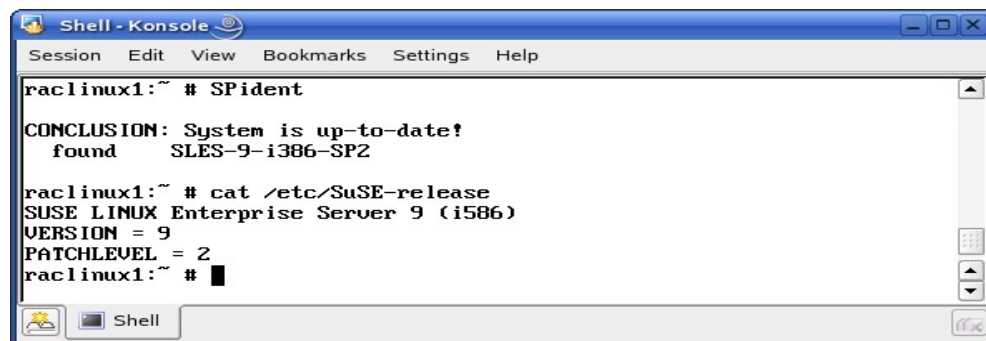 Shell - Konsole
Session Edit View Bookmarks Settings Help
raclinux1:~ # SPident
CONCLUSION: System is up-to-date!
found SLES-9-i386-SP2
raclinux1:~ # cat /etc/SuSE-release
SUSE LINUX Enterprise Server 9 (i586)
VERSION = 9
PATCHLEVEL = 2
raclinux1:~ #
Shell